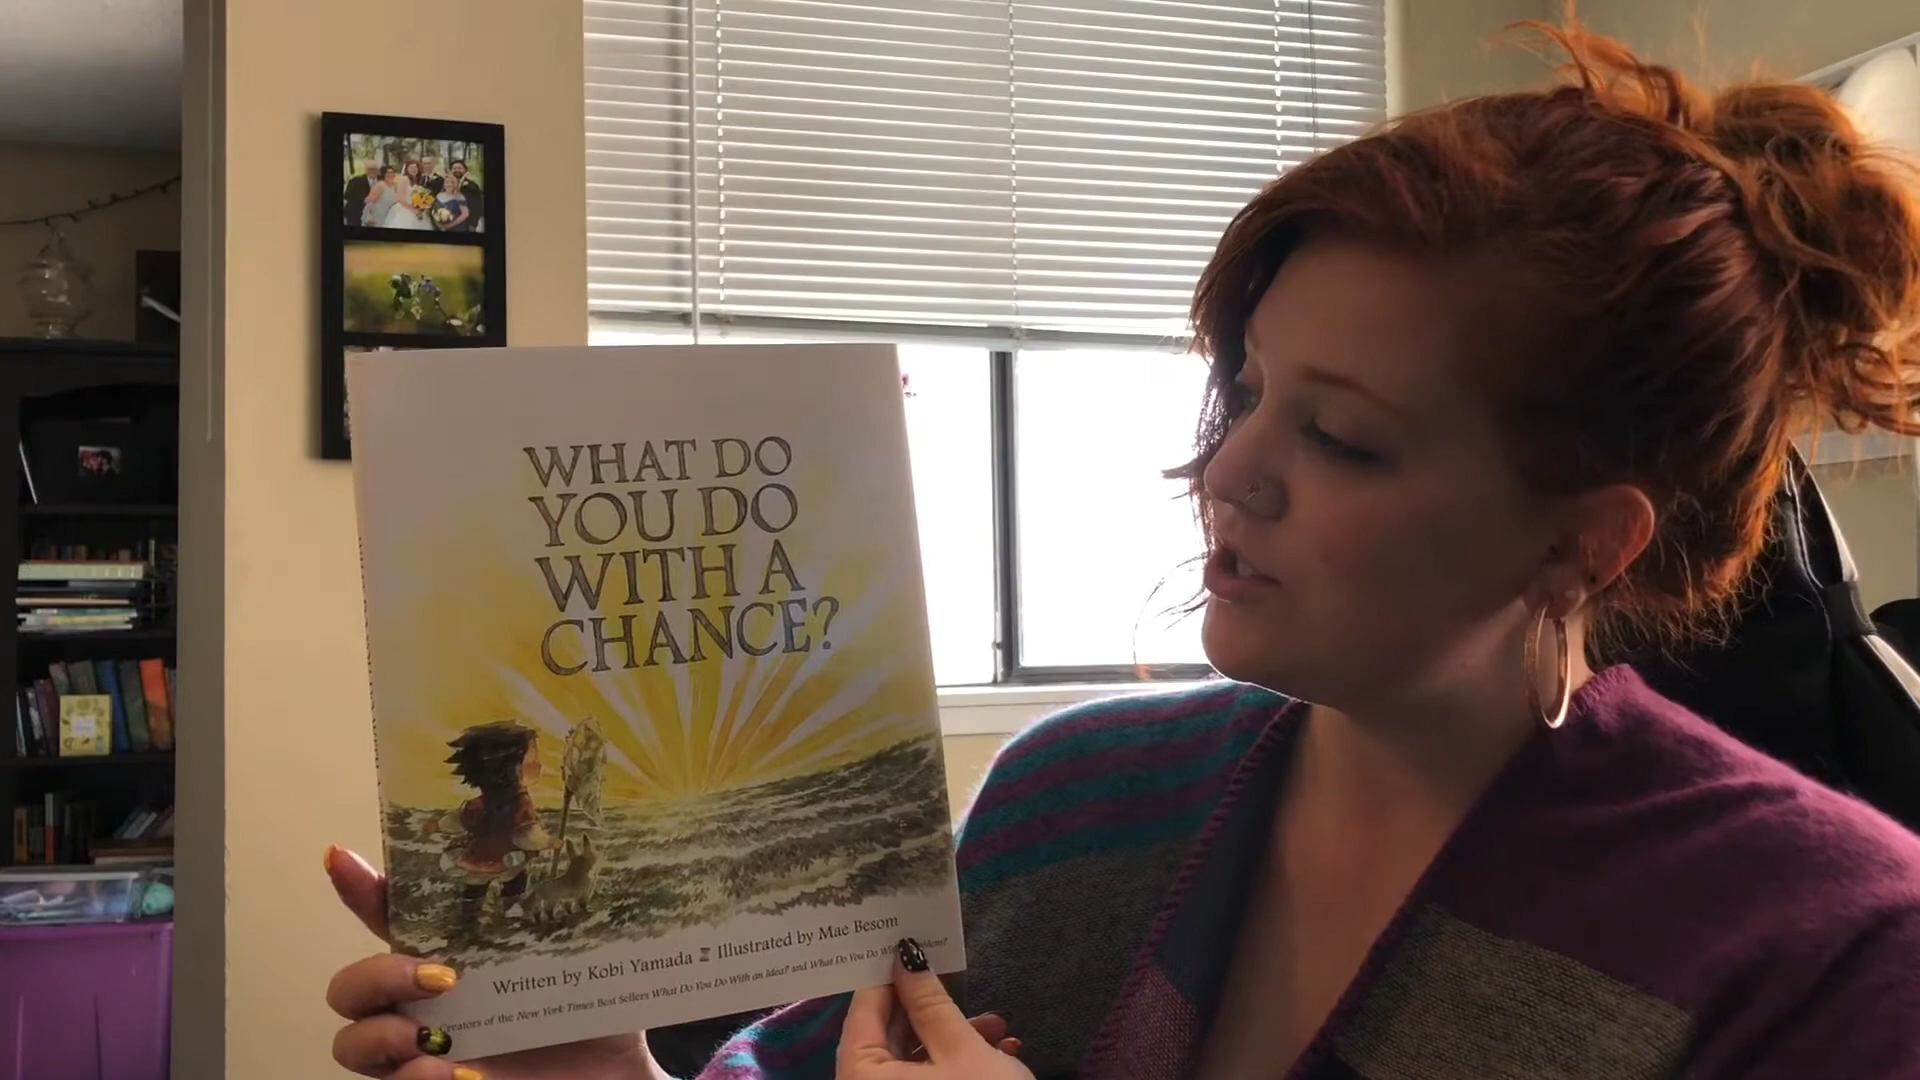 WHAT DO
YOU DO
WITH A
CHANCE?
Written by Kobi Yamada Illustrated by Mae Besom
Creators of the New York Times Best Sellers What Do You Do With an Idea? and What Do You Do